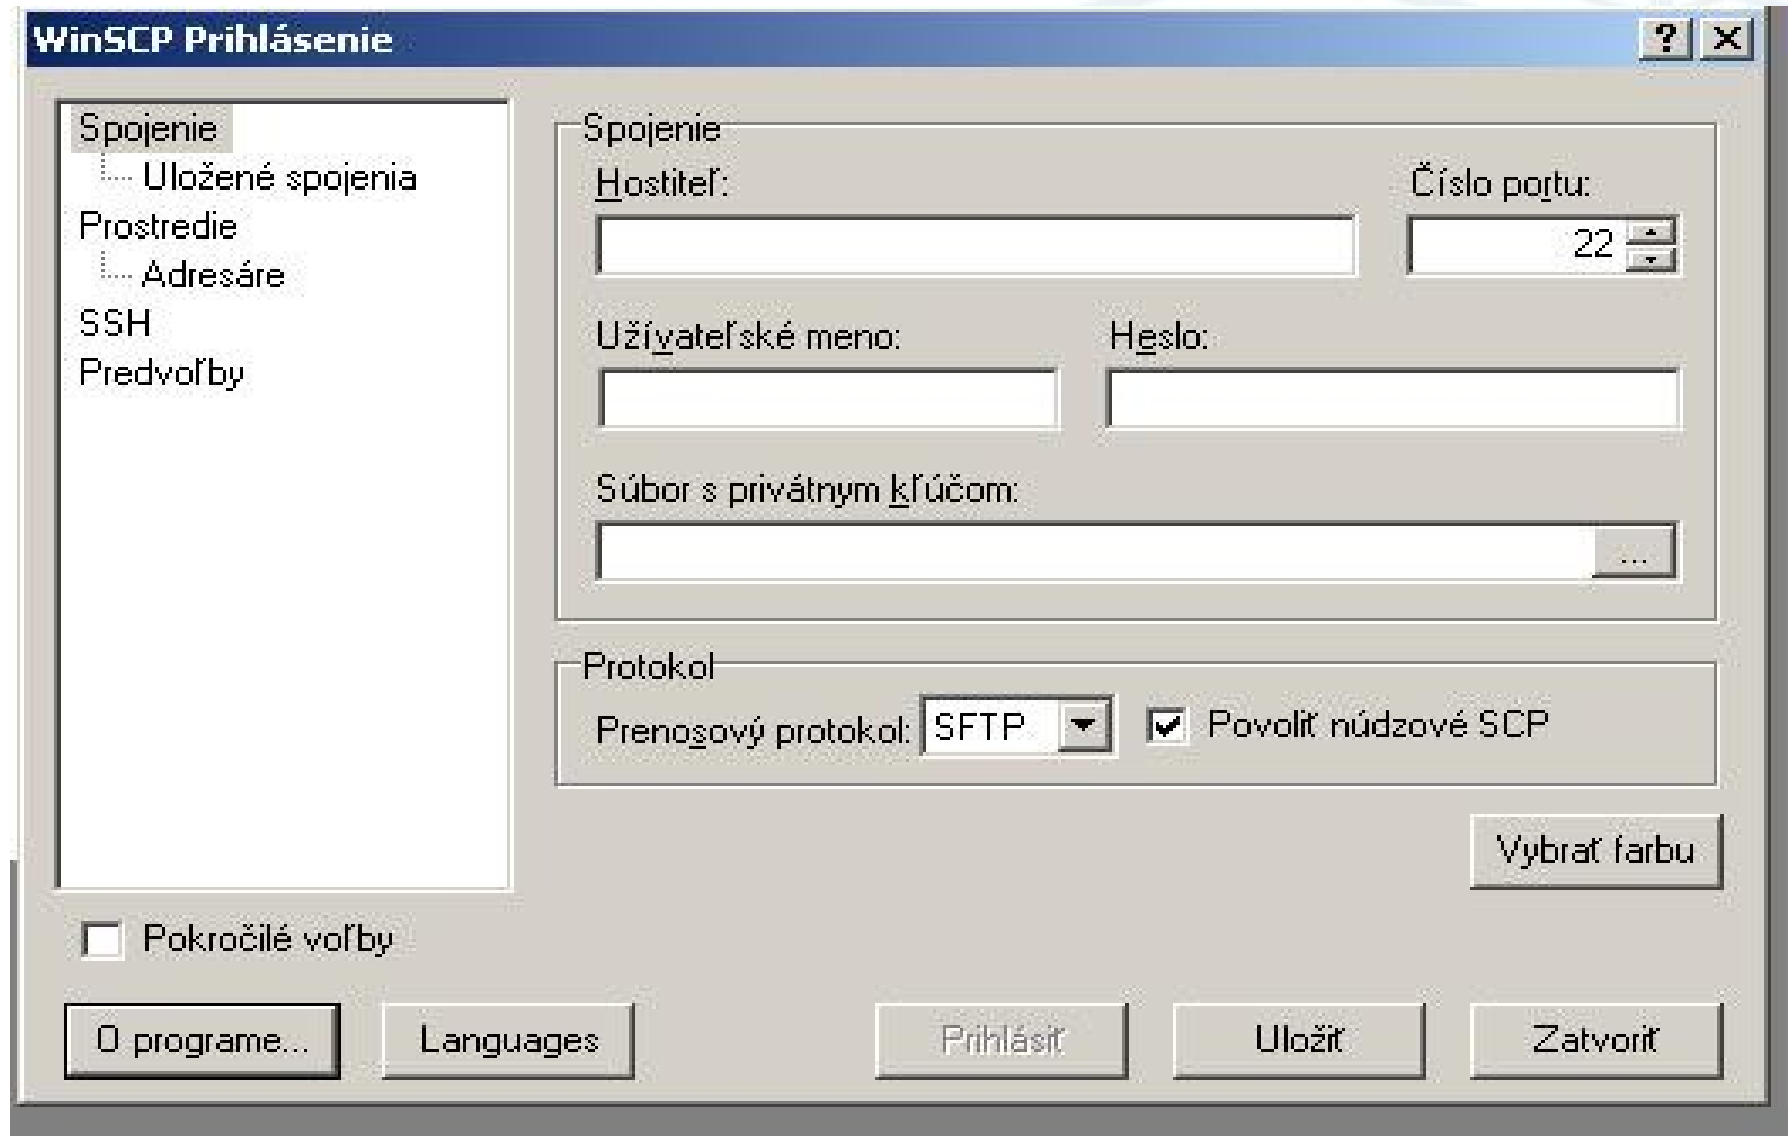 WinSCP Prihlásenie
Spojenie
Uložené spojenia
Prostredie
Adresáre
SSH
Predvoľby
Spojenie
Hostiteľ:
Číslo portu:
22
Užívateľské meno:
Heslo:
Súbor s privátnym kľúčom:
...
Protokol
Prenosový protokol:
SFTP
Povoliť núdzové SCP
Vybrať farbu
Pokročilé voľby
O programe...
Languages
Prihlásiť
Uložiť
Zatvoriť